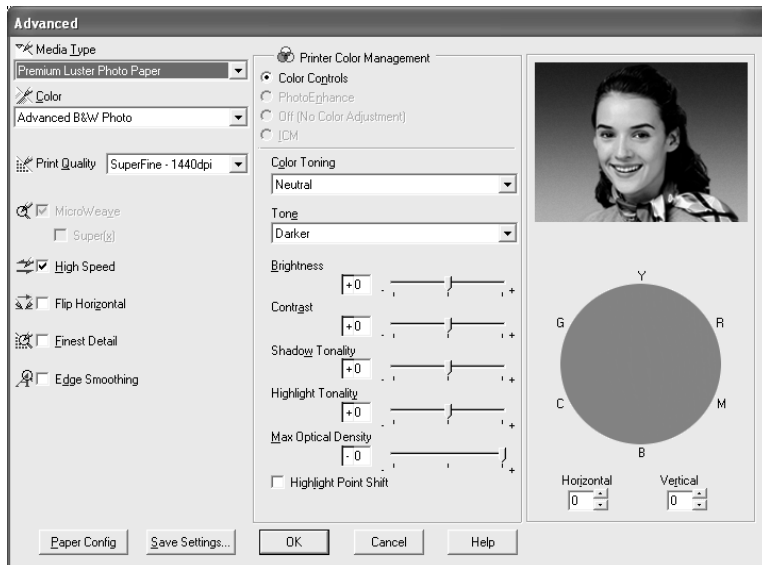 Advanced
Media Type
Premium Luster Photo Paper
Color
Advanced B&W Photo
Print Quality SuperFine - 1440dpi
MicroWeave
Super(x)
High Speed
Flip Horizontal
Finest Detail
Edge Smoothing
Printer Color Management
Color Controls
PhotoEnhance
Off (No Color Adjustment)
ICM
Color Toning
Neutral
Tone
Darker
Brightness
+0 - +
Contrast
+0 - +
Shadow Tonality
+0 - +
Highlight Tonality
+0 - +
Max Optical Density
- 0 - +
Highlight Point Shift
Y
G R
C M
B
Horizontal Vertical
0 0
Paper Config Save Settings... OK Cancel Help